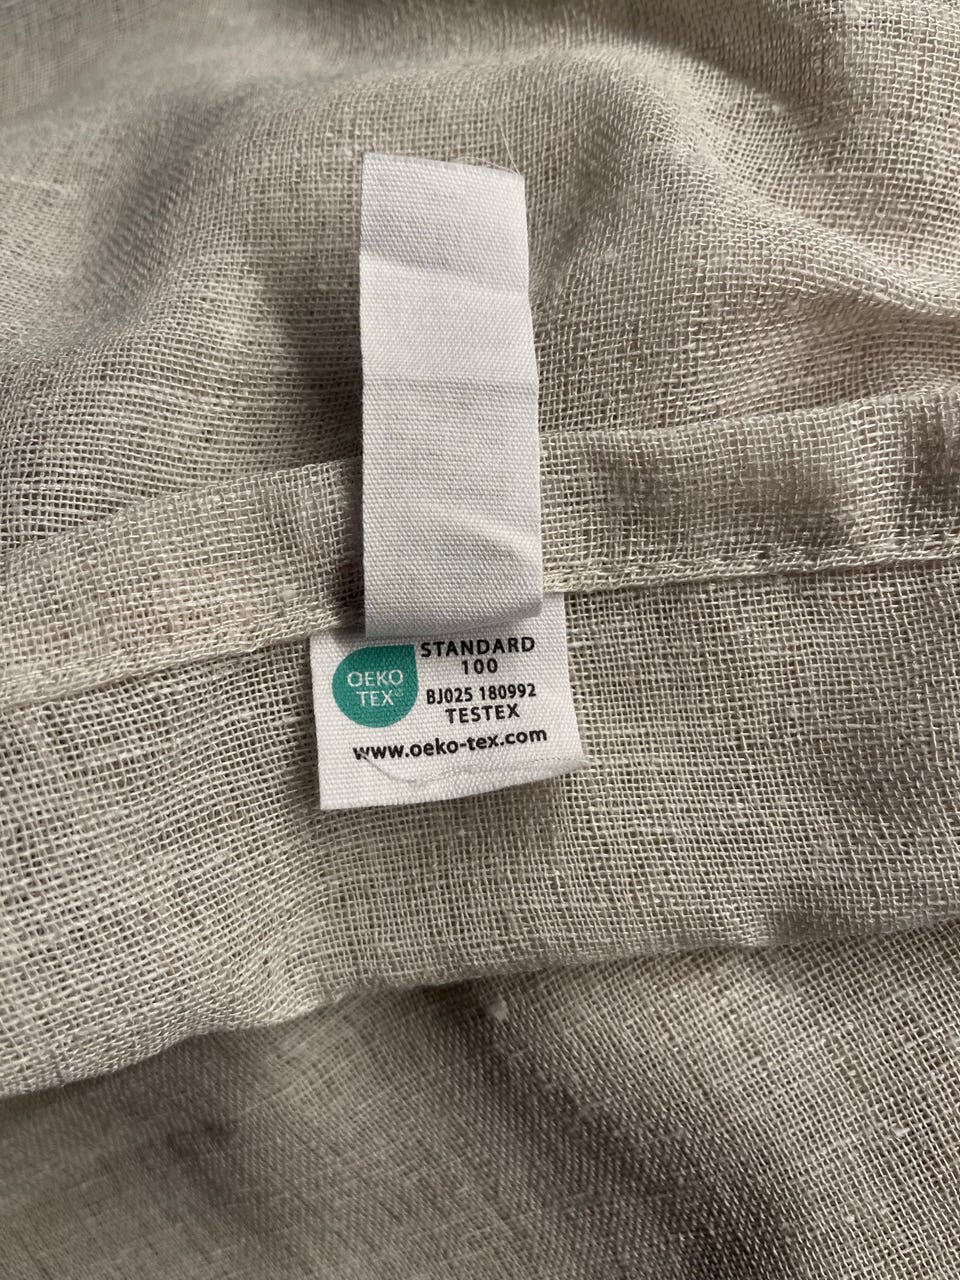 OEKO
TEX®
STANDARD
100
BJ025 180992
TESTEX
www.oeko-tex.com